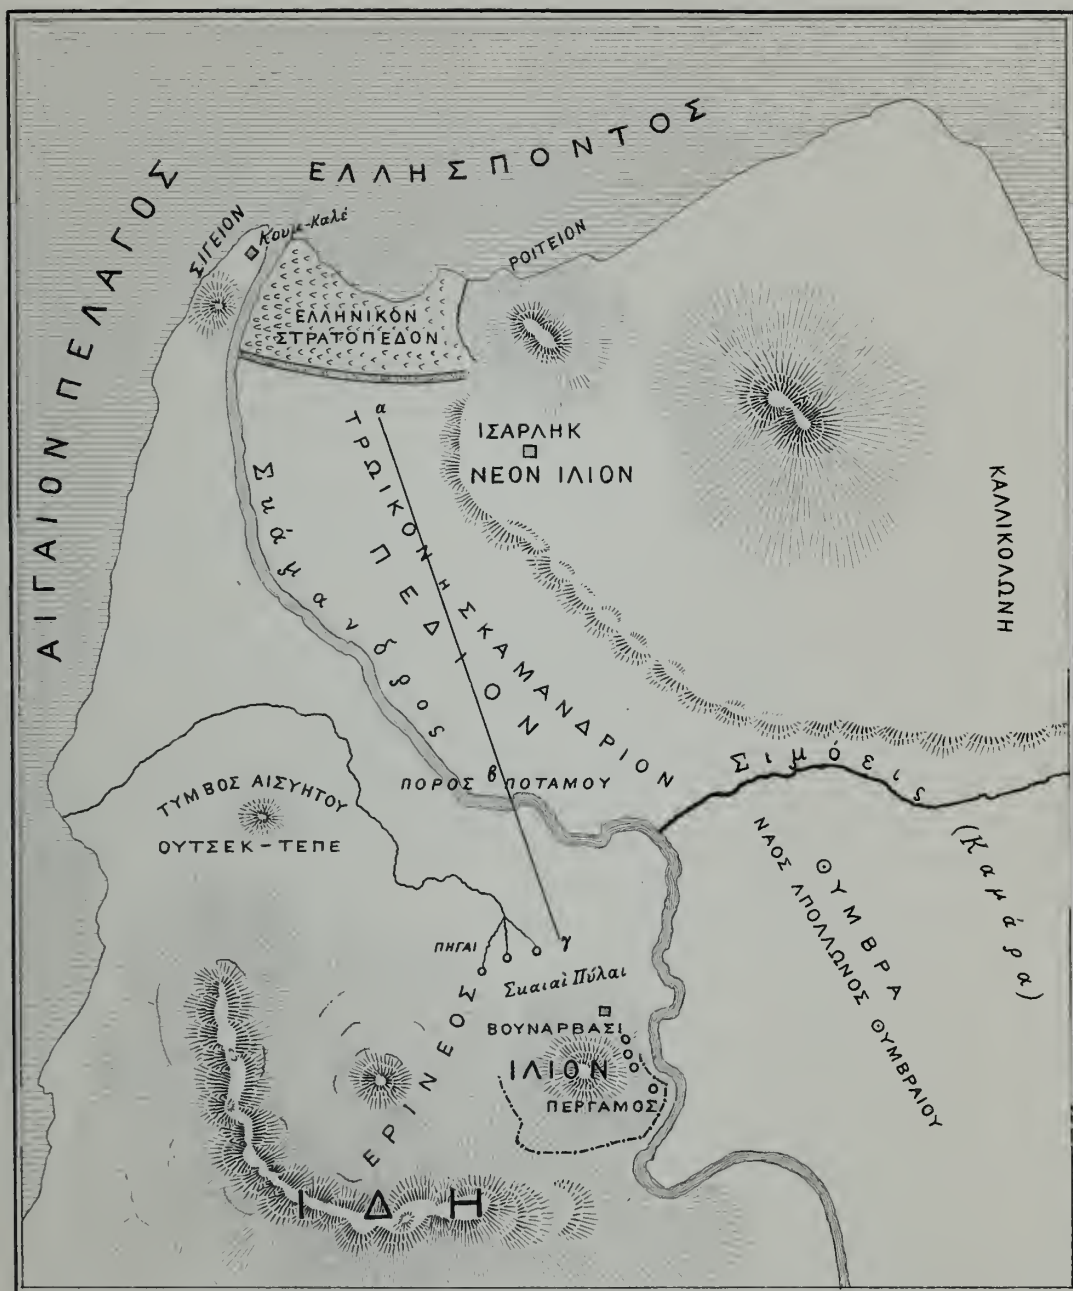 ΕΛΛΗΣΠΟΝΤΟΣ
ΑΙΓΑΙΟΝ ΠΕΛΑΓΟΣ
ΣΙΓΕΙΟΝ
Κουμ-Καλέ
ΡΟΙΤΕΙΟΝ
ΕΛΛΗΝΙΚΟΝ
ΣΤΡΑΤΟΠΕΔΟΝ
α
ΙΣΑΡΛΗΚ
ΝΕΟΝ ΙΛΙΟΝ
ΚΑΛΛΙΚΟΛΩΝΗ
ΤΡΩΙΚΟΝ Η ΣΚΑΜΑΝΔΡΙΟΝ
ΠΕΔΙΟΝ
Σκάμανδρος
Σιμόεις
(Καμάρα)
ΠΟΡΟΣ ΠΟΤΑΜΟΥ
β
ΤΥΜΒΟΣ ΑΙΣΥΗΤΟΥ
ΟΥΤΣΕΚ-ΤΕΠΕ
ΘΥΜΒΡΑ
ΝΑΟΣ ΑΠΟΛΛΩΝΟΣ ΘΥΜΒΡΑΙΟΥ
ΠΗΓΑΙ
γ
Σκαιαὶ Πύλαι
ΒΟΥΝΑΡΒΑΣΙ
ΙΛΙΟΝ
ΠΕΡΓΑΜΟΣ
ΕΡΙΝΕΟΣ
ΙΔΗ